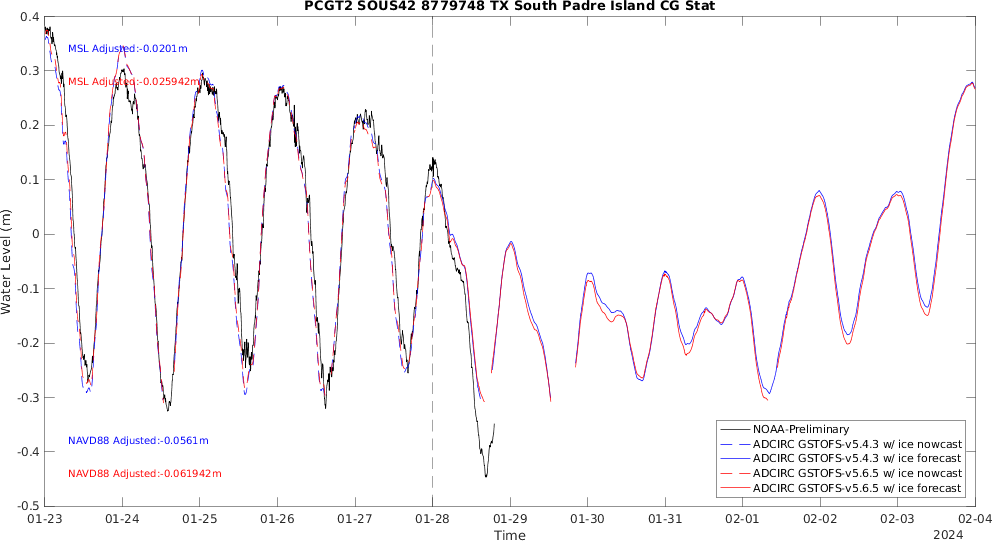 PCGT2 SOUS42 8779748 TX South Padre Island CG Stat
0.4
0.3
0.2
0.1
0
-0.1
-0.2
-0.3
-0.4
-0.5
Water Level (m)
MSL Adjusted:-0.0201m
MSL Adjusted:-0.025942m
NAVD88 Adjusted:-0.0561m
NAVD88 Adjusted:-0.061942m
NOAA-Preliminary
ADCIRC GSTOFS-v5.4.3 w/ ice nowcast
ADCIRC GSTOFS-v5.4.3 w/ ice forecast
ADCIRC GSTOFS-v5.6.5 w/ ice nowcast
ADCIRC GSTOFS-v5.6.5 w/ ice forecast
01-23 01-24 01-25 01-26 01-27 01-28 01-29 01-30 01-31 02-01 02-02 02-03 02-04
Time
2024